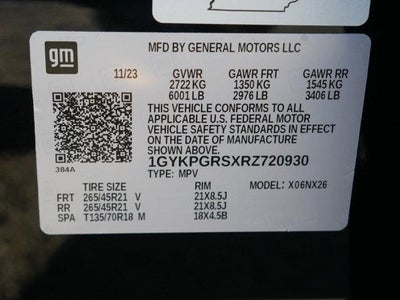 gm
MFD BY GENERAL MOTORS LLC
11/23 GVWR GAWR FRT GAWR RR
2722 KG 1350 KG 1545 KG
6001 LB 2976 LB 3406 LB
THIS VEHICLE CONFORMS TO ALL
APPLICABLE U.S. FEDERAL MOTOR
VEHICLE SAFETY STANDARDS IN EFFECT
ON THE DATE OF MANUFACTURE
SHOWN ABOVE.
384A
1GYKPGRSXRZ720930
TYPE: MPV
TIRE SIZE RIM MODEL: X06NX26
FRT 265/45R21 V 21X8.5J
RR 265/45R21 V 21X8.5J
SPA T135/70R18 M 18X4.5B